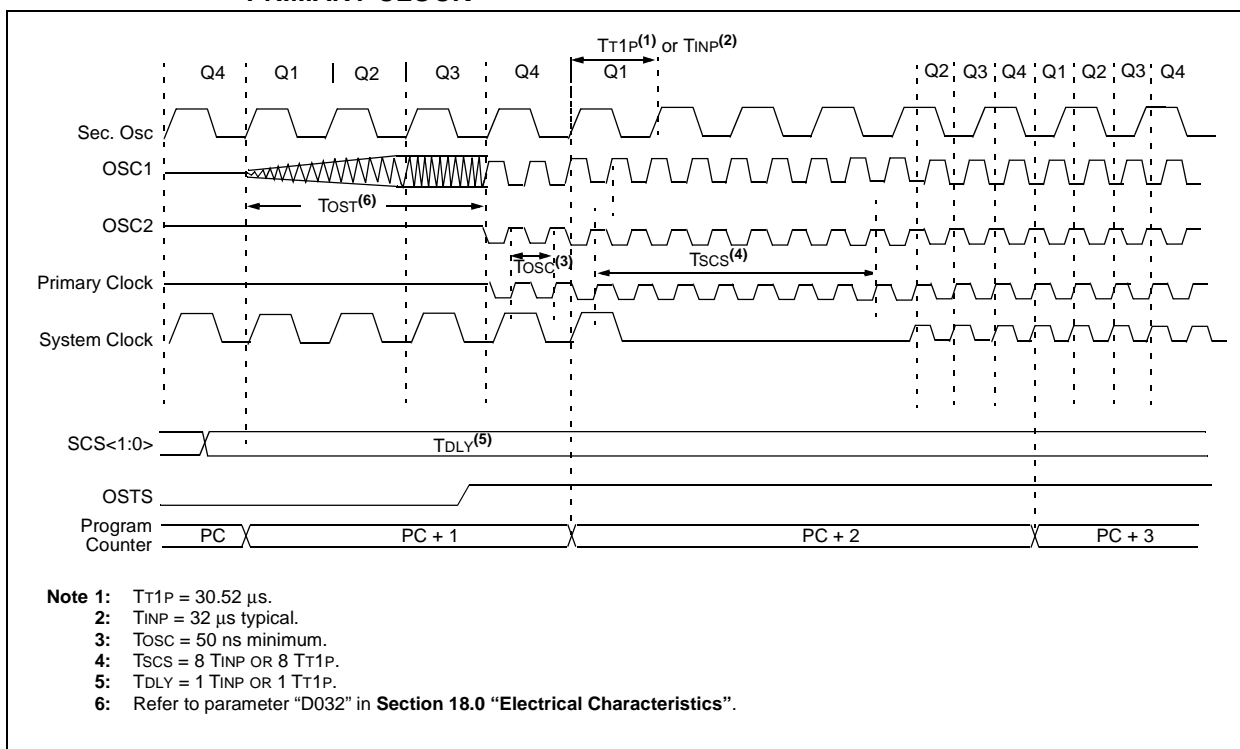 TT1P(1) or TINP(2)
Q4 Q1 Q2 Q3 Q4 Q1 Q2 Q3 Q4 Q1 Q2 Q3 Q4
Sec. Osc
OSC1
TOST(6)
OSC2
TOSC(3)
TSCS(4)
Primary Clock
System Clock
SCS<1:0>
TDLY(5)
OSTS
Program
Counter
PC PC + 1 PC + 2 PC + 3
Note 1: TT1P = 30.52 μs.
2: TINP = 32 μs typical.
3: TOSC = 50 ns minimum.
4: TSCS = 8 TINP OR 8 TT1P.
5: TDLY = 1 TINP OR 1 TT1P.
6: Refer to parameter “D032” in Section 18.0 “Electrical Characteristics”.